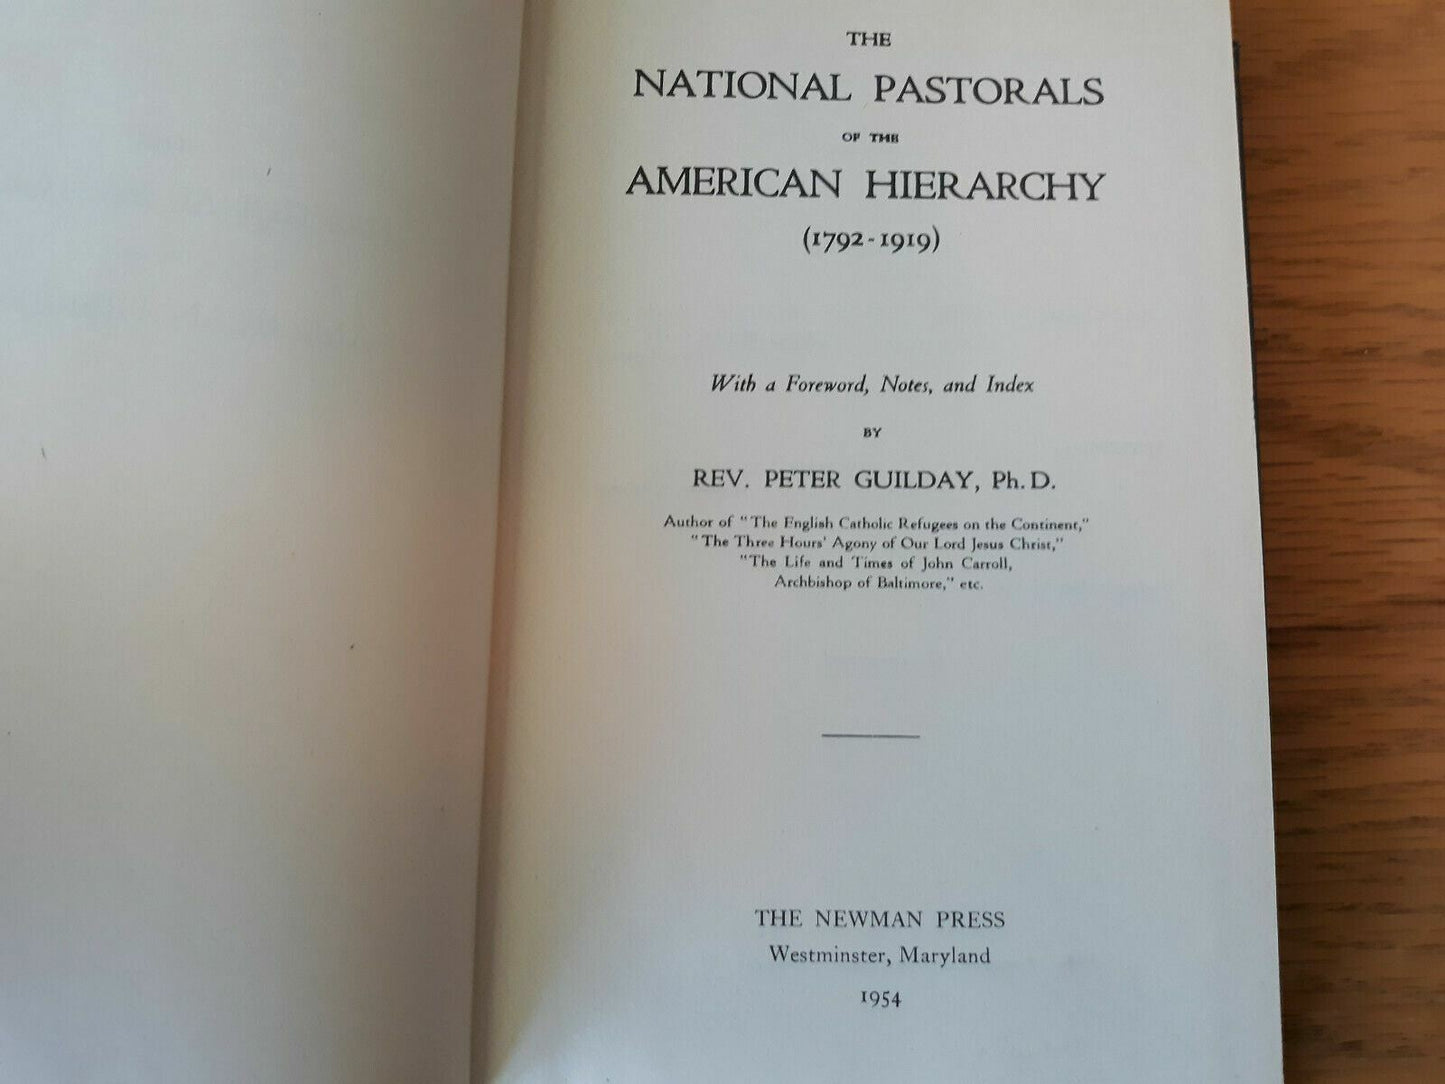 THE
NATIONAL PASTORALS
OF THE
AMERICAN HIERARCHY
(1792-1919)
With a Foreword, Notes, and Index
BY
REV. PETER GUILDAY, Ph.D.
Author of "The English Catholic Refugees on the Continent,"
"The Three Hours' Agony of Our Lord Jesus Christ,"
"The Life and Times of John Carroll,
Archbishop of Baltimore," etc.
THE NEWMAN PRESS
Westminster, Maryland
1954